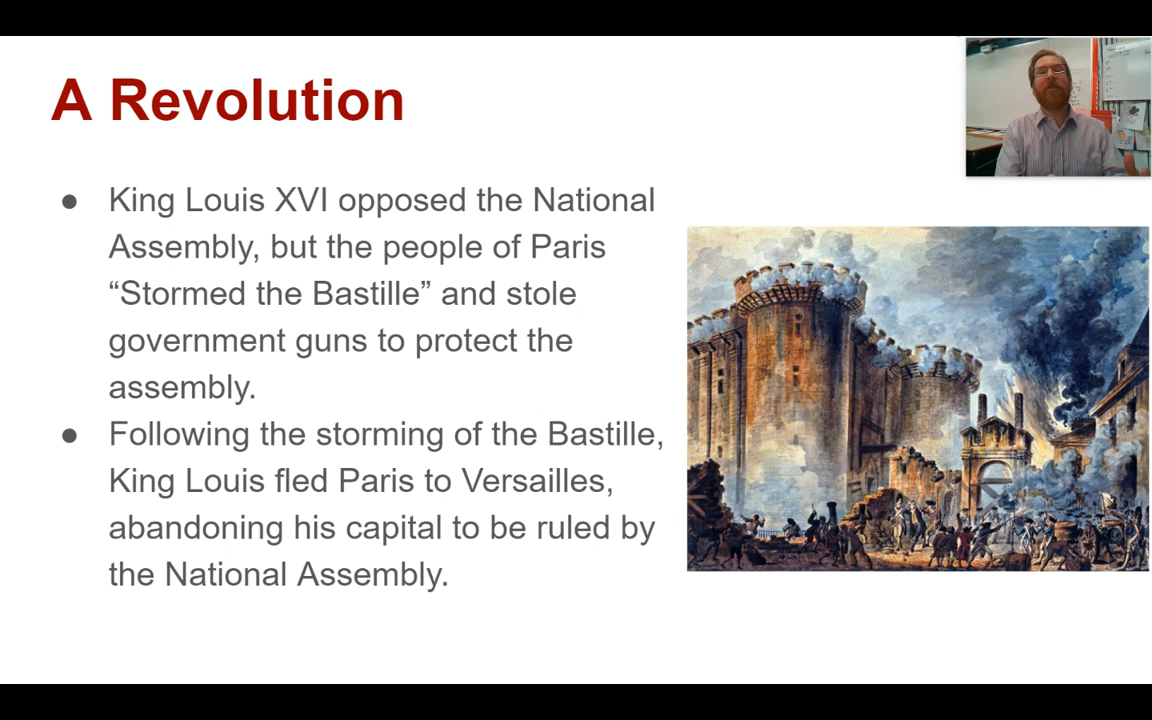 A Revolution
● King Louis XVI opposed the National
Assembly, but the people of Paris
“Stormed the Bastille” and stole
government guns to protect the
assembly.
● Following the storming of the Bastille,
King Louis fled Paris to Versailles,
abandoning his capital to be ruled by
the National Assembly.